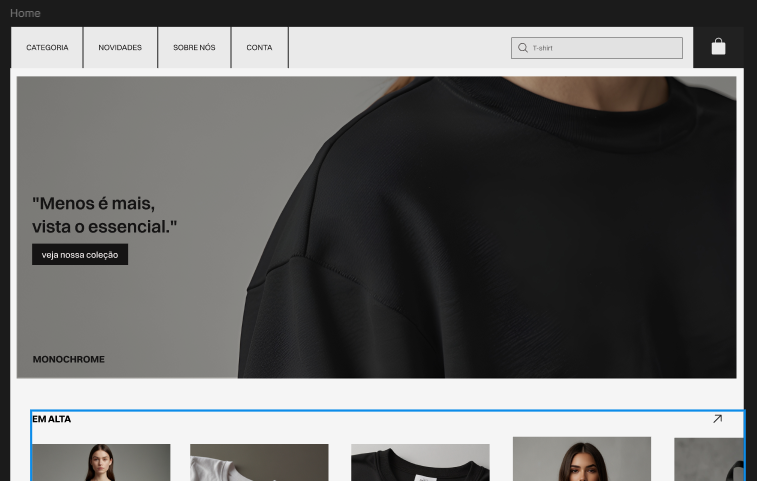 Home
CATEGORIA
NOVIDADES
SOBRE NÓS
CONTA
T-shirt
"Menos é mais,
vista o essencial."
veja nossa coleção
MONOCHROME
EM ALTA